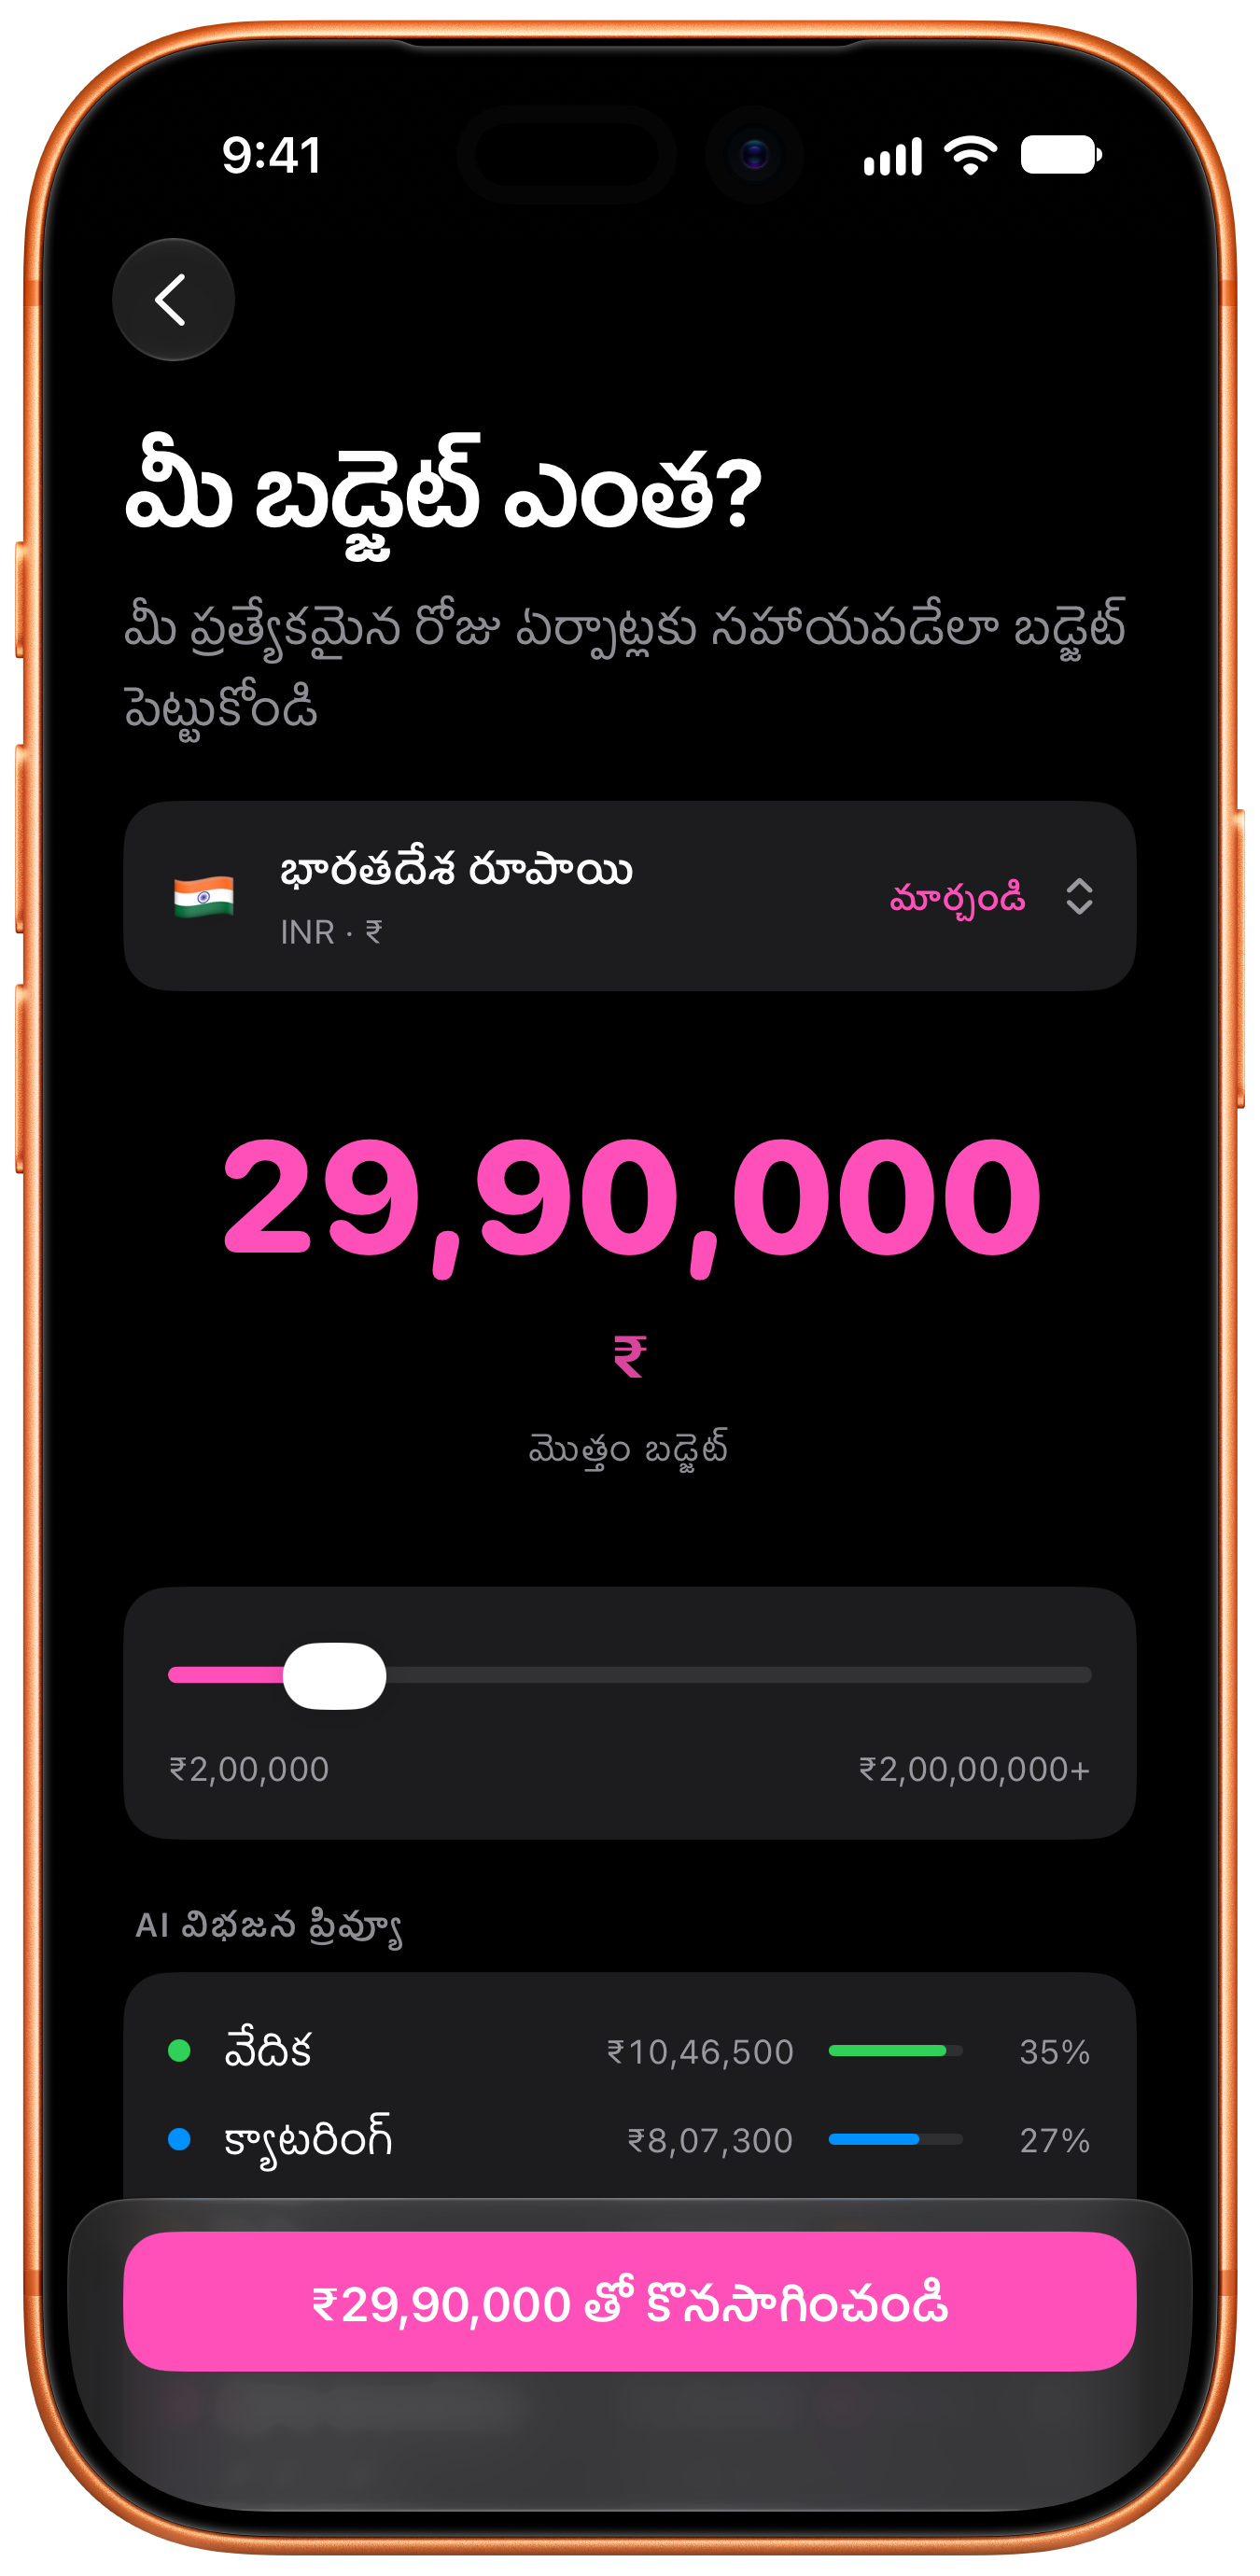 9:41
మీ బడ్జెట్ ఎంత?
మీ ప్రత్యేకమైన రోజు ఏర్పాట్లకు సహాయపడేలా బడ్జెట్
పెట్టుకోండి
భారతదేశ రూపాయి
INR · ₹
మార్చండి
29,90,000
₹
మొత్తం బడ్జెట్
₹2,00,000 ₹2,00,00,000+
AI విభజన ప్రివ్యూ
వేదిక ₹10,46,500 35%
క్యాటరింగ్ ₹8,07,300 27%
₹29,90,000 తో కొనసాగించండి